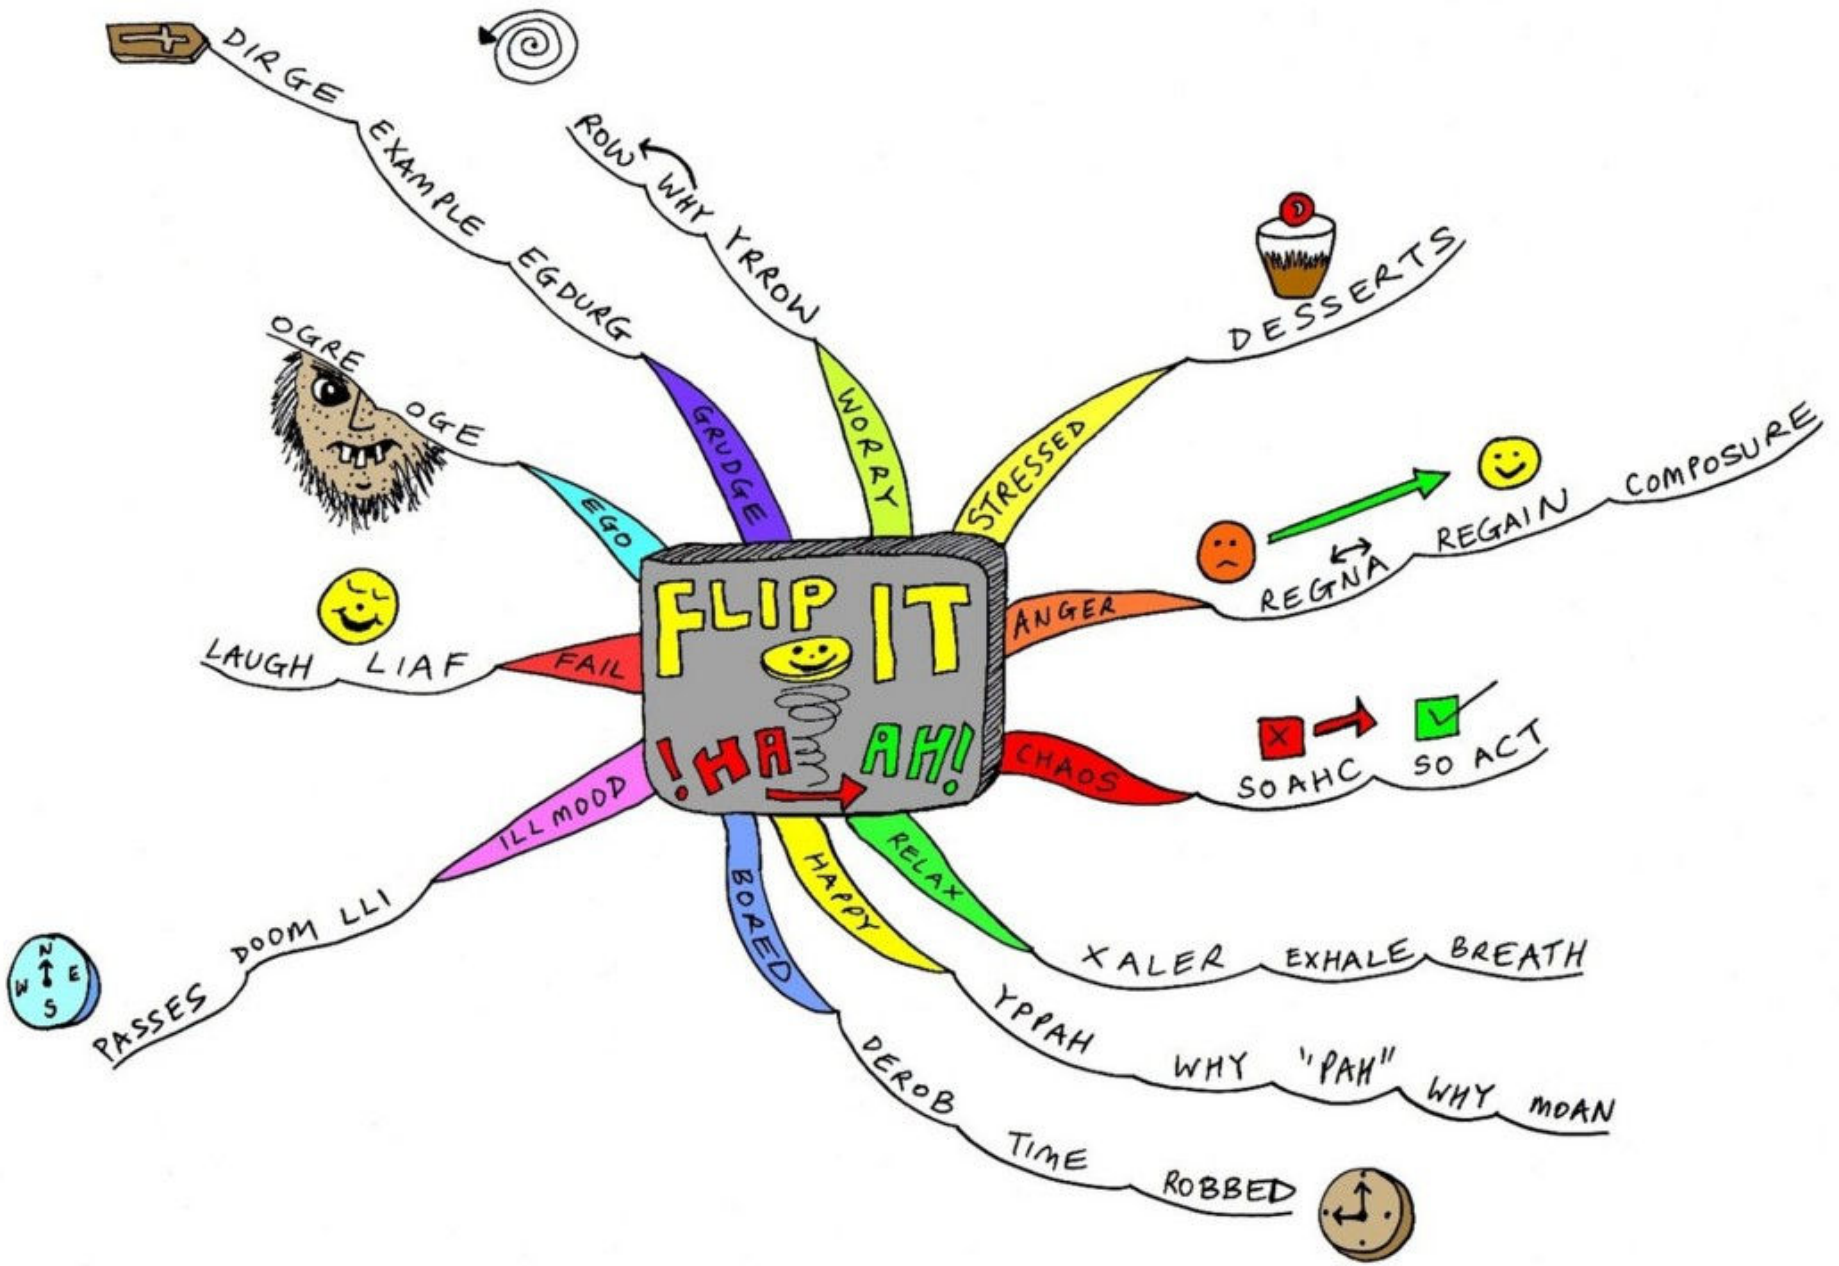 FLIP IT
!HA AH!
STRESSED
DESSERTS
ANGER
REGNA
REGAIN
COMPOSURE
CHAOS
SOAHC
SO ACT
RELAX
XALER
EXHALE
BREATH
HAPPY
YPPAH
WHY
"PAH"
WHY
MOAN
BORED
DEROB
TIME
ROBBED
ILL MOOD
DOOM LLI
PASSES
N
W E
S
FAIL
LIAF
LAUGH
EGO
OGE
OGRE
GRUDGE
EGDURG
EXAMPLE
DIRGE
WORRY
YRROW
WHY
ROW